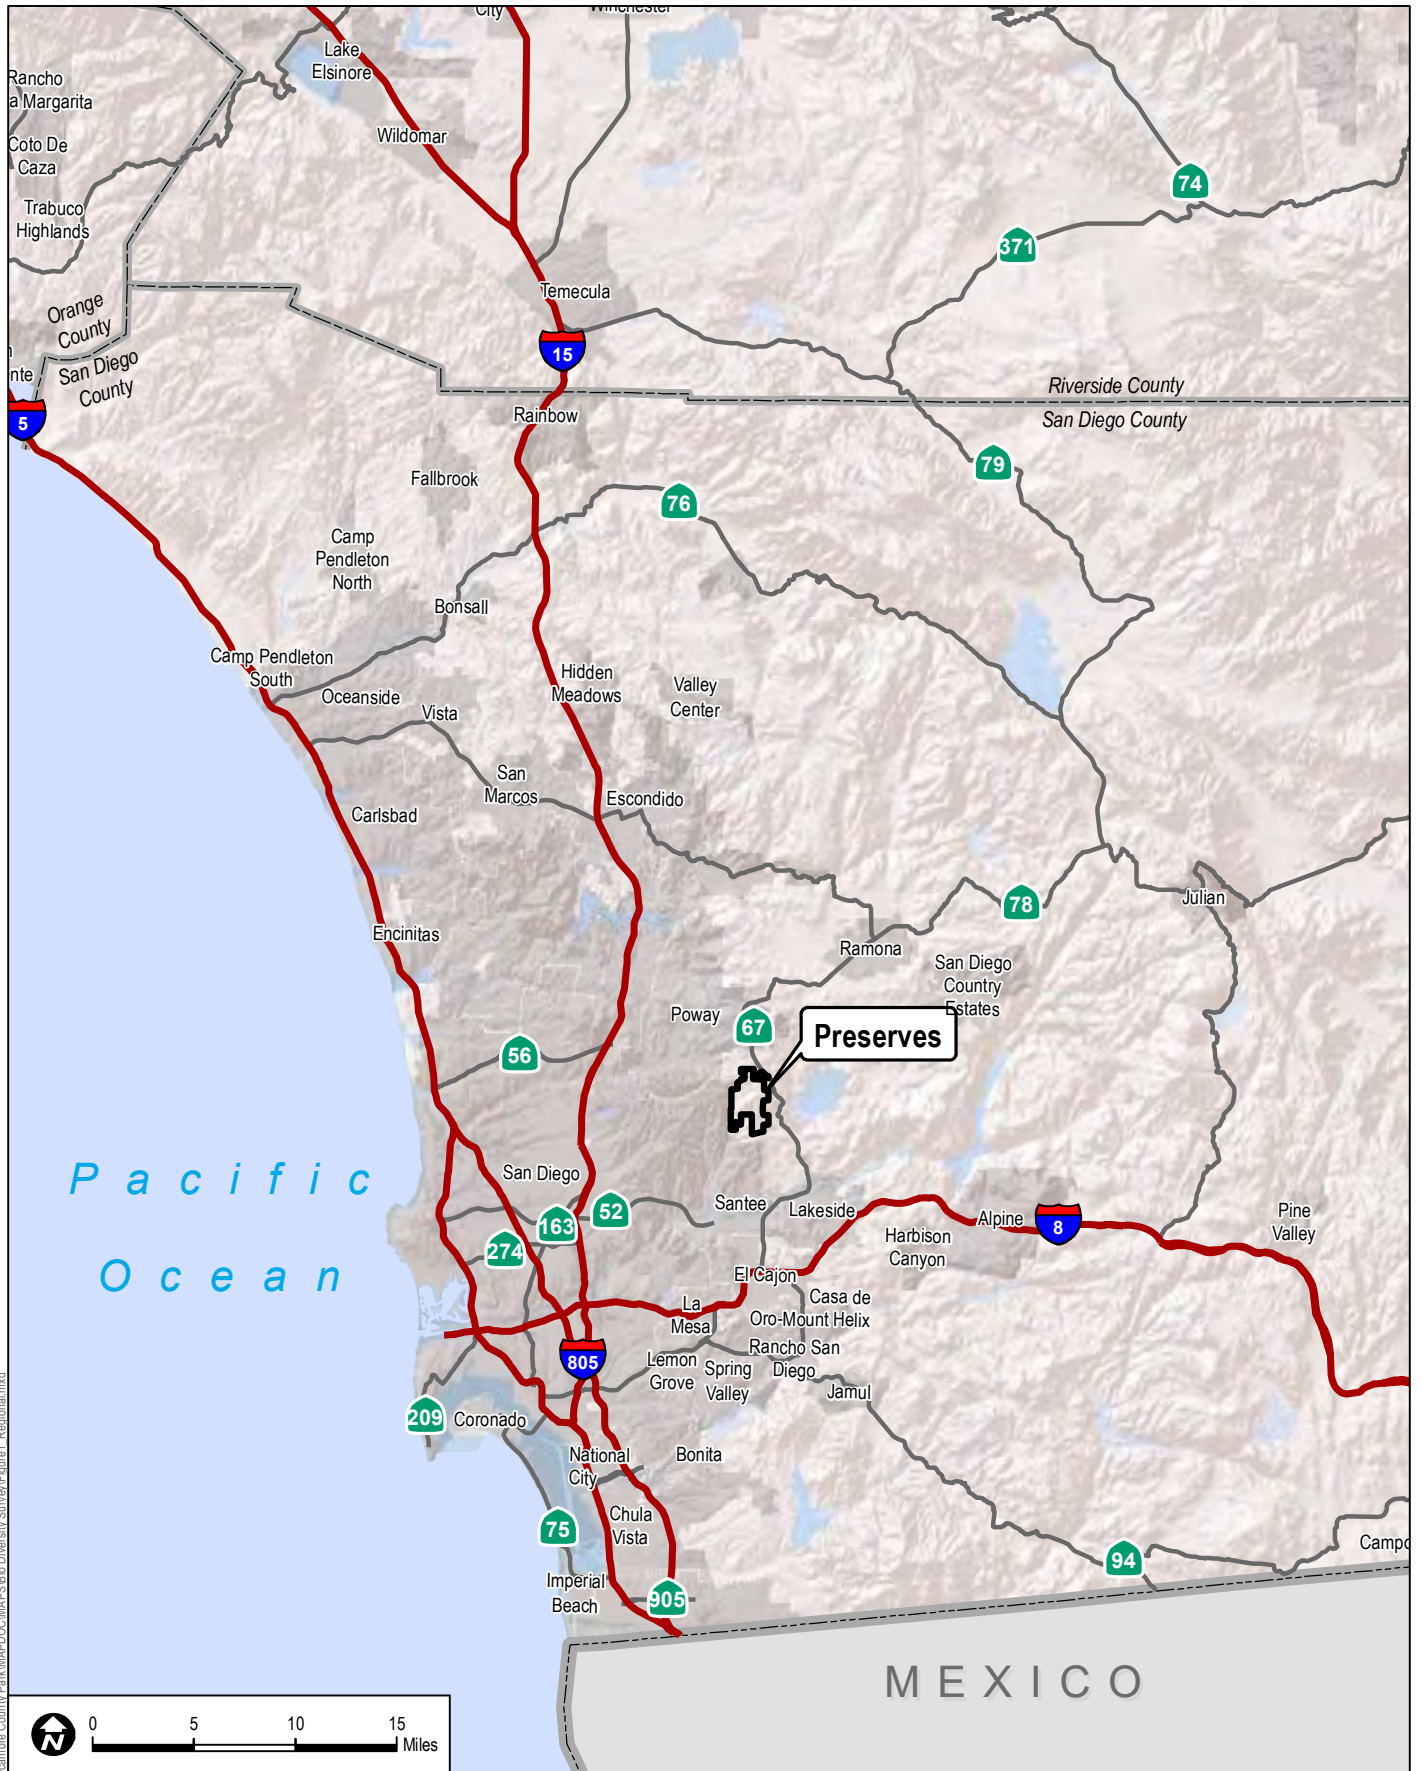 City
Winchester
Lake
Elsinore
Rancho
a Margarita
Wildomar
Coto De
Caza
74
Trabuco
Highlands
371
Temecula
Orange
County
15
San Diego
County
nte
Riverside County
San Diego County
5
Rainbow
79
Fallbrook
76
Camp
Pendleton
North
Bonsall
Camp Pendleton
South
Hidden
Meadows
Valley
Center
Oceanside
Vista
San
Marcos
Escondido
Carlsbad
78
Julian
Encinitas
Ramona
San Diego
Country
Estates
Poway
67
Preserves
56
Pacific
Ocean
San Diego
Santee
Lakeside
52
163
274
Alpine
8
Pine
Valley
Harbison
Canyon
El Cajon
La
Mesa
Casa de
Oro-Mount Helix
805
Lemon
Grove
Spring
Valley
Rancho San
Diego
Jamul
209
Coronado
National
City
Bonita
Chula
Vista
75
Imperial
Beach
905
94
Campo
MEXICO
N
0 5 10 15
Miles